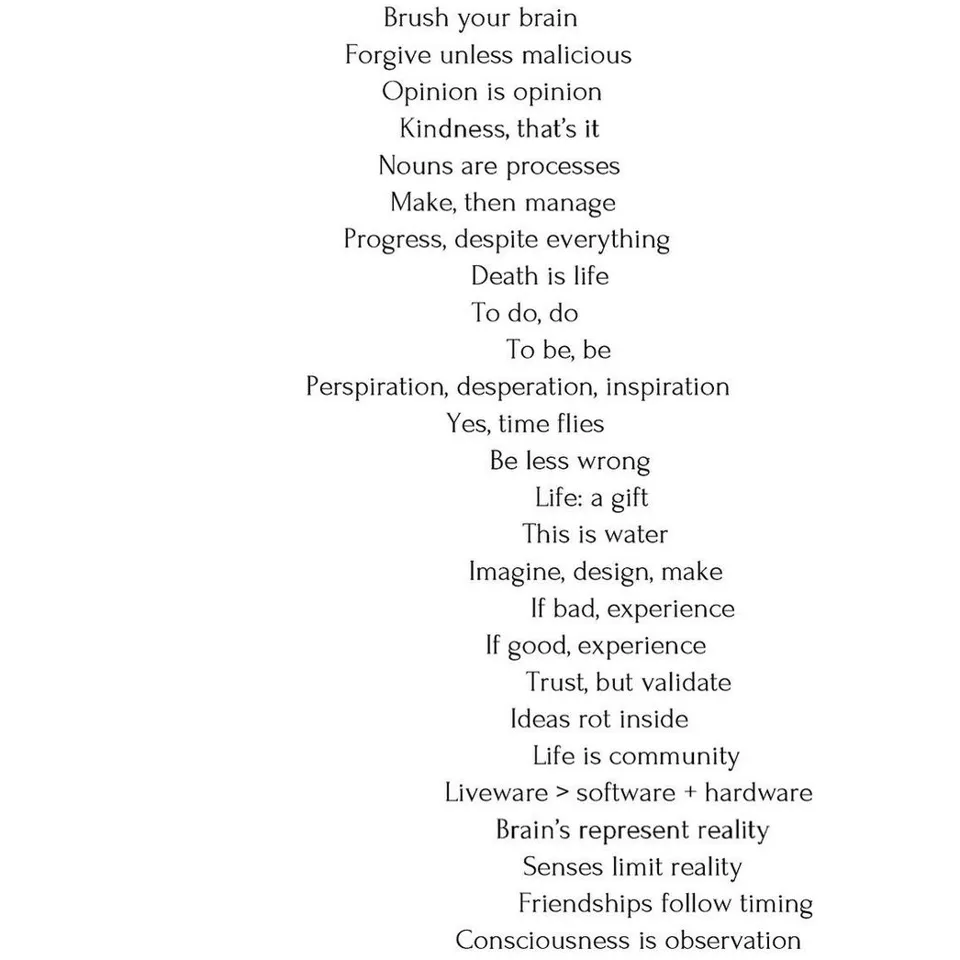 Brush your brain
Forgive unless malicious
Opinion is opinion
Kindness, that’s it
Nouns are processes
Make, then manage
Progress, despite everything
Death is life
To do, do
To be, be
Perspiration, desperation, inspiration
Yes, time flies
Be less wrong
Life: a gift
This is water
Imagine, design, make
If bad, experience
If good, experience
Trust, but validate
Ideas rot inside
Life is community
Liveware > software + hardware
Brain’s represent reality
Senses limit reality
Friendships follow timing
Consciousness is observation